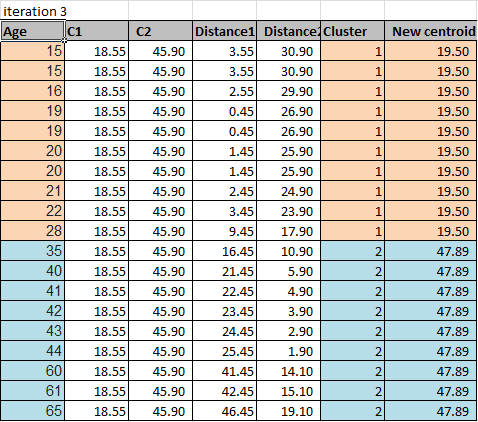 iteration 3
Age C1 C2 Distance1 Distance2 Cluster New centroid
15 18.55 45.90 3.55 30.90 1 19.50
15 18.55 45.90 3.55 30.90 1 19.50
16 18.55 45.90 2.55 29.90 1 19.50
19 18.55 45.90 0.45 26.90 1 19.50
19 18.55 45.90 0.45 26.90 1 19.50
20 18.55 45.90 1.45 25.90 1 19.50
20 18.55 45.90 1.45 25.90 1 19.50
21 18.55 45.90 2.45 24.90 1 19.50
22 18.55 45.90 3.45 23.90 1 19.50
28 18.55 45.90 9.45 17.90 1 19.50
35 18.55 45.90 16.45 10.90 2 47.89
40 18.55 45.90 21.45 5.90 2 47.89
41 18.55 45.90 22.45 4.90 2 47.89
42 18.55 45.90 23.45 3.90 2 47.89
43 18.55 45.90 24.45 2.90 2 47.89
44 18.55 45.90 25.45 1.90 2 47.89
60 18.55 45.90 41.45 14.10 2 47.89
61 18.55 45.90 42.45 15.10 2 47.89
65 18.55 45.90 46.45 19.10 2 47.89